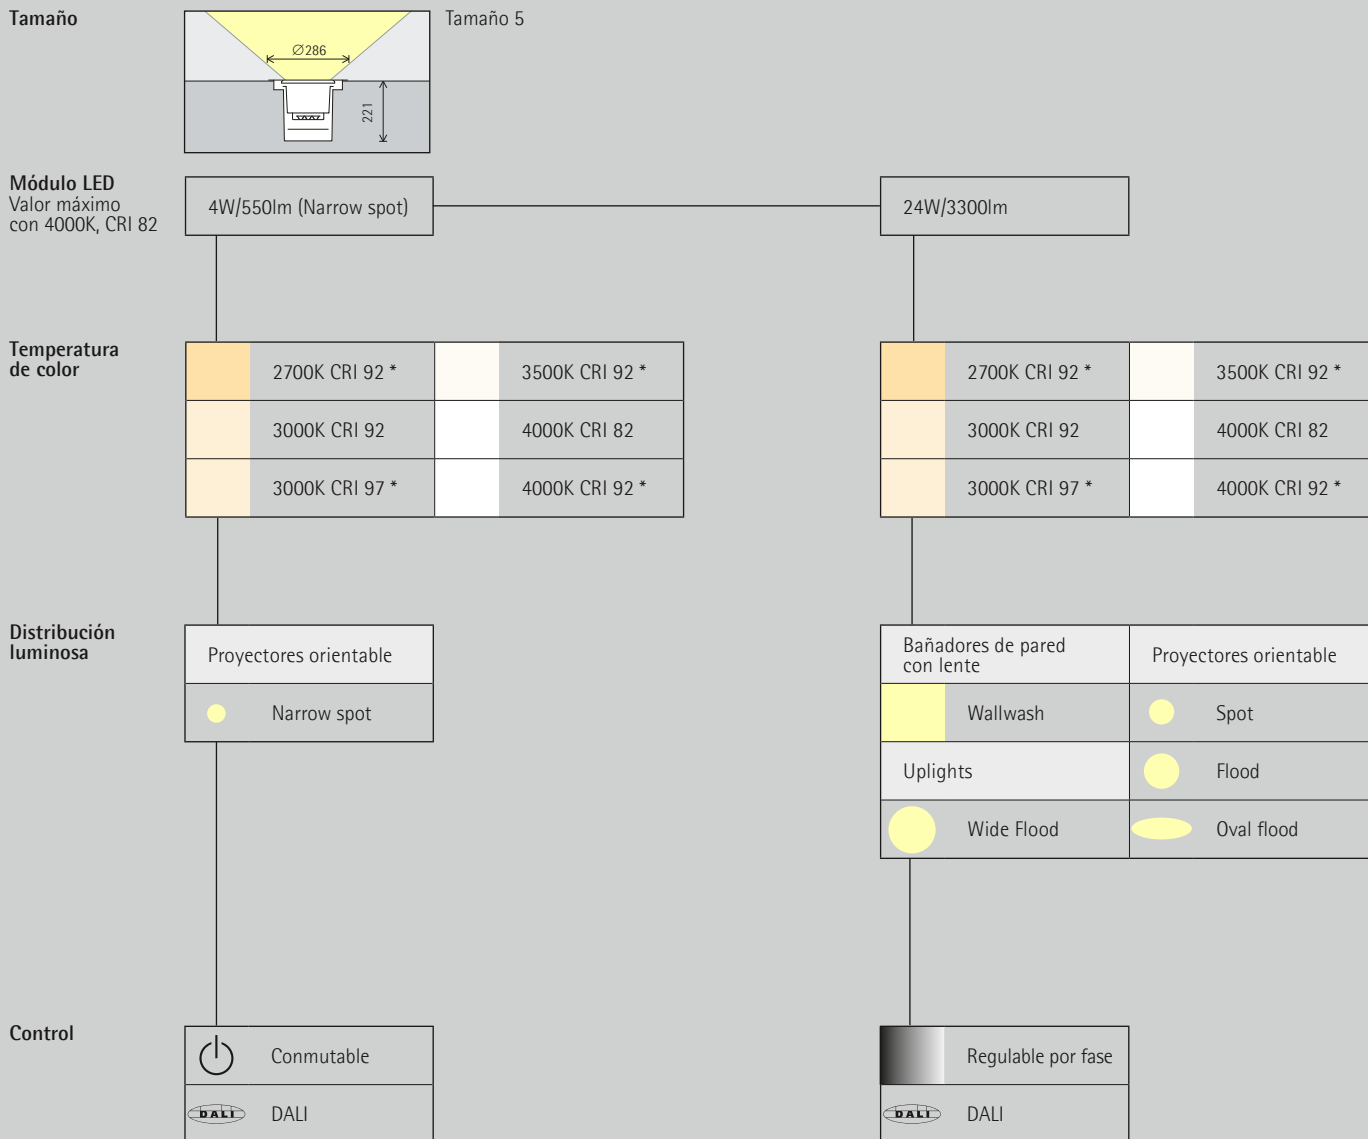 Tamaño
Tamaño 5
∅286
221
Módulo LED
Valor máximo
con 4000K, CRI 82
4W/550lm (Narrow spot)
24W/3300lm
Temperatura
de color
2700K CRI 92 *
3500K CRI 92 *
2700K CRI 92 *
3500K CRI 92 *
3000K CRI 92
4000K CRI 82
3000K CRI 92
4000K CRI 82
3000K CRI 97 *
4000K CRI 92 *
3000K CRI 97 *
4000K CRI 92 *
Distribución
luminosa
Proyectores orientable
Narrow spot
Bañadores de pared
con lente
Proyectores orientable
Wallwash
Spot
Uplights
Flood
Wide Flood
Oval flood
Control
Conmutable
Regulable por fase
DALI
DALI
DALI
DALI